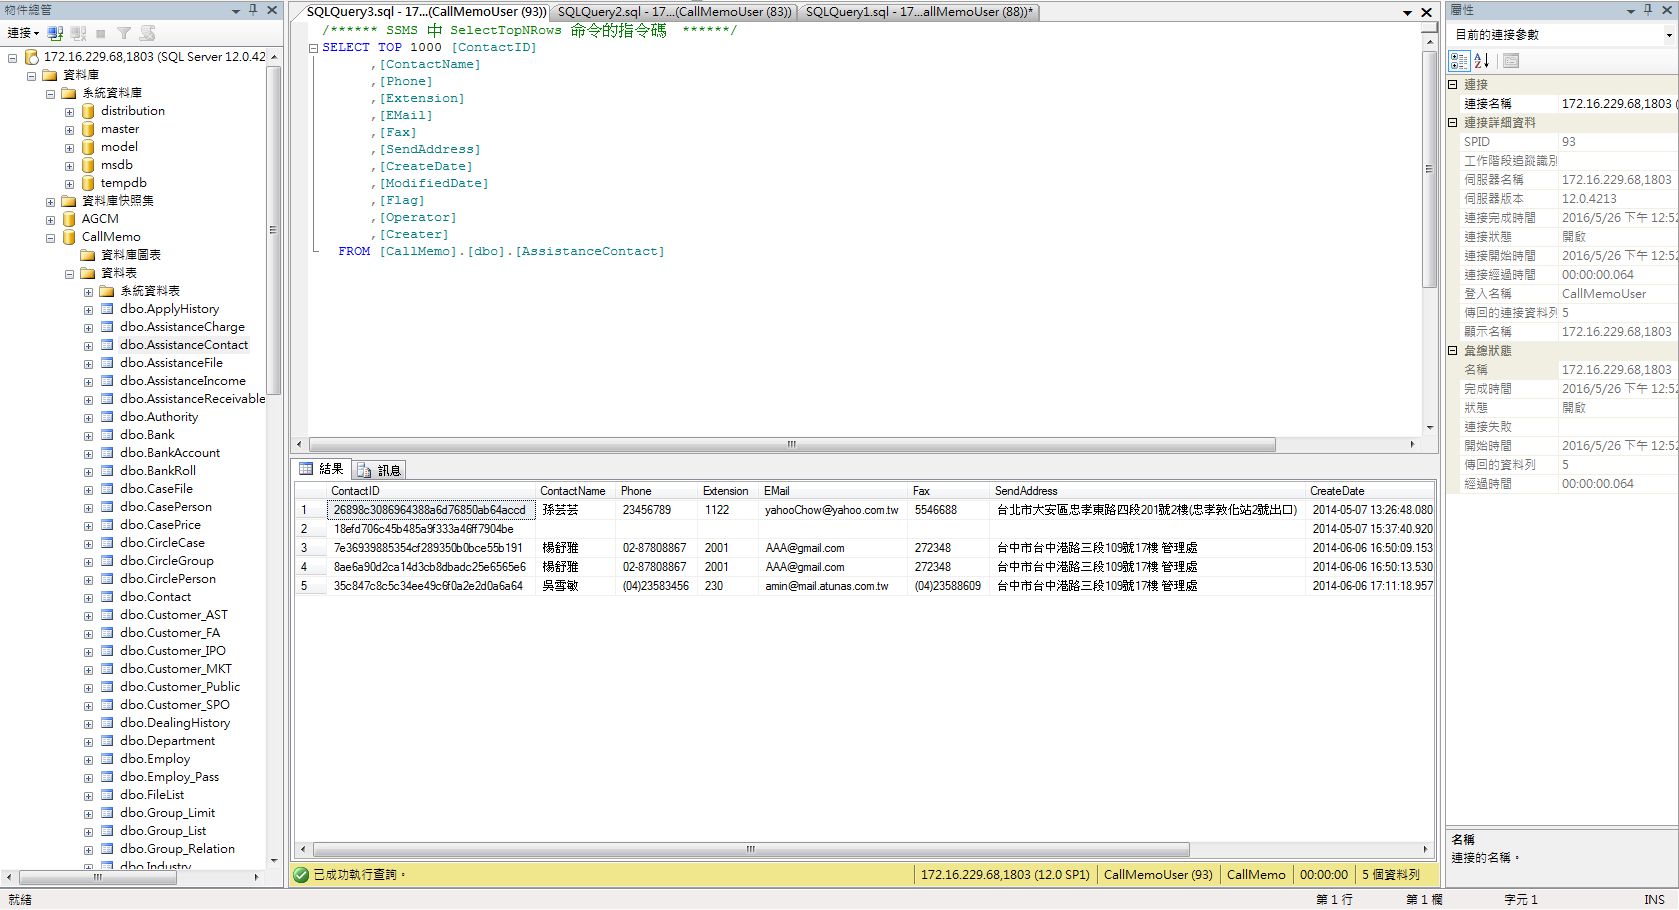 物件總管
連接
172.16.229.68,1803 (SQL Server 12.0.42
資料庫
系統資料庫
distribution
master
model
msdb
tempdb
資料庫快照集
AGCM
CallMemo
資料庫圖表
資料表
系統資料表
dbo.ApplyHistory
dbo.AssistanceCharge
dbo.AssistanceContact
dbo.AssistanceFile
dbo.AssistanceIncome
dbo.AssistanceReceivable
dbo.Authority
dbo.Bank
dbo.BankAccount
dbo.BankRoll
dbo.CaseFile
dbo.CasePerson
dbo.CasePrice
dbo.CircleCase
dbo.CircleGroup
dbo.CirclePerson
dbo.Contact
dbo.Customer_AST
dbo.Customer_FA
dbo.Customer_IPO
dbo.Customer_MKT
dbo.Customer_Public
dbo.Customer_SPO
dbo.DealingHistory
dbo.Department
dbo.Employ
dbo.Employ_Pass
dbo.FileList
dbo.Group_Limit
dbo.Group_List
dbo.Group_Relation
dbo.Industry
SQLQuery3.sql - 17...(CallMemoUser (93)) SQLQuery2.sql - 17...(CallMemoUser (83)) SQLQuery1.sql - 17...allMemoUser (88))*
/****** SSMS 中 SelectTopNRows 命令的指令碼 ******/
SELECT TOP 1000 [ContactID]
,[ContactName]
,[Phone]
,[Extension]
,[EMail]
,[Fax]
,[SendAddress]
,[CreateDate]
,[ModifiedDate]
,[Flag]
,[Operator]
,[Creater]
FROM [CallMemo].[dbo].[AssistanceContact]
結果 訊息
ContactID ContactName Phone Extension EMail Fax SendAddress CreateDate
1 26898c3086964388a6d76850ab64accd 孫芸芸 23456789 1122 yahooChow@yahoo.com.tw 5546688 台北市大安區忠孝東路四段201號2樓(忠孝敦化站2號出口) 2014-05-07 13:26:48.080
2 18efd706c45b485a9f333a46ff7904be 2014-05-07 15:37:40.920
3 7e36939885354cf289350b0bce55b191 楊舒雅 02-87808867 2001 AAA@gmail.com 272348 台中市台中港路三段109號17樓 管理處 2014-06-06 16:50:09.153
4 8ae6a90d2ca14d3cb8dbadc25e6565e6 楊舒雅 02-87808867 2001 AAA@gmail.com 272348 台中市台中港路三段109號17樓 管理處 2014-06-06 16:50:13.530
5 35c847c8c5c34ee49c6f0a2e2d0a6a64 吳雪敏 (04)23583456 230 amin@mail.atunas.com.tw (04)23588609 台中市台中港路三段109號17樓 管理處 2014-06-06 17:11:18.957
已成功執行查詢。 172.16.229.68,1803 (12.0 SP1) CallMemoUser (93) CallMemo 00:00:00 5 個資料列
屬性
目前的連接參數
連接
連接名稱 172.16.229.68,1803 (
連接詳細資料
SPID 93
工作階段追蹤識別
伺服器名稱 172.16.229.68,1803
伺服器版本 12.0.4213
連接完成時間 2016/5/26 下午 12:52
連接狀態 開啟
連接開始時間 2016/5/26 下午 12:52
連接經過時間 00:00:00.064
登入名稱 CallMemoUser
傳回的連接資料列 5
顯示名稱 172.16.229.68,1803
彙總狀態
名稱 172.16.229.68,1803
完成時間 2016/5/26 下午 12:52
狀態 開啟
連接失敗
開始時間 2016/5/26 下午 12:52
傳回的資料列 5
經過時間 00:00:00.064
名稱
連接的名稱。
就緒 第 1 行 第 1 欄 字元 1 INS